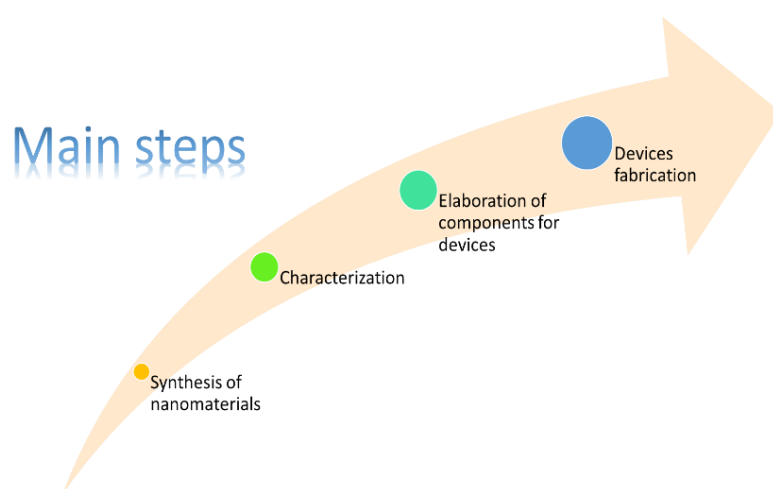 Main steps
Devices
fabrication
Elaboration of
components for
devices
Characterization
Synthesis of
nanomaterials